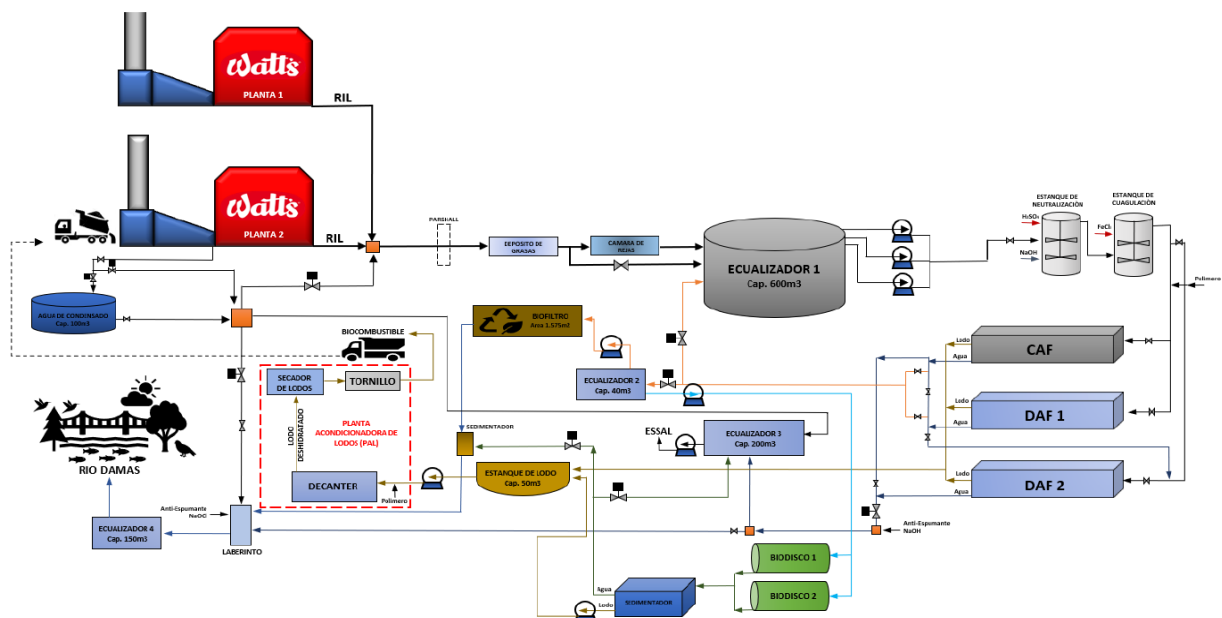 Watt's
PLANTA 1
RIL
Watt's
PLANTA 2
RIL
PARSHALL
DEPOSITO DE
GRASAS
CAMARA DE
REJAS
ECUALIZADOR 1
Cap. 600m3
ESTANQUE DE
NEUTRALIZACIÓN
ESTANQUE DE
CUAGULACIÓN
H₂SO₄
NaOH
FeCl₃
Polimero
AGUA DE CONDENSADO
Cap. 100m3
BIOCOMBUSTIBLE
BIOFILTRO
Area 1.575m2
ECUALIZADOR 2
Cap. 40m3
Lodo
Agua
CAF
Lodo
Agua
DAF 1
Lodo
Agua
DAF 2
SECADOR
DE LODOS
TORNILLO
LODO
DESHIDRATADO
PLANTA
ACONDICIONADORA DE
LODOS (PAL)
DECANTER
Polimero
SEDIMENTADOR
ESTANQUE DE LODO
Cap. 50m3
ESSAL
ECUALIZADOR 3
Cap. 200m3
RIO DAMAS
Anti-Espumante
NaOCl
ECUALIZADOR 4
Cap. 150m3
LABERINTO
Anti-Espumante
NaOH
BIODISCO 1
BIODISCO 2
Agua
Lodo
SEDIMENTADOR